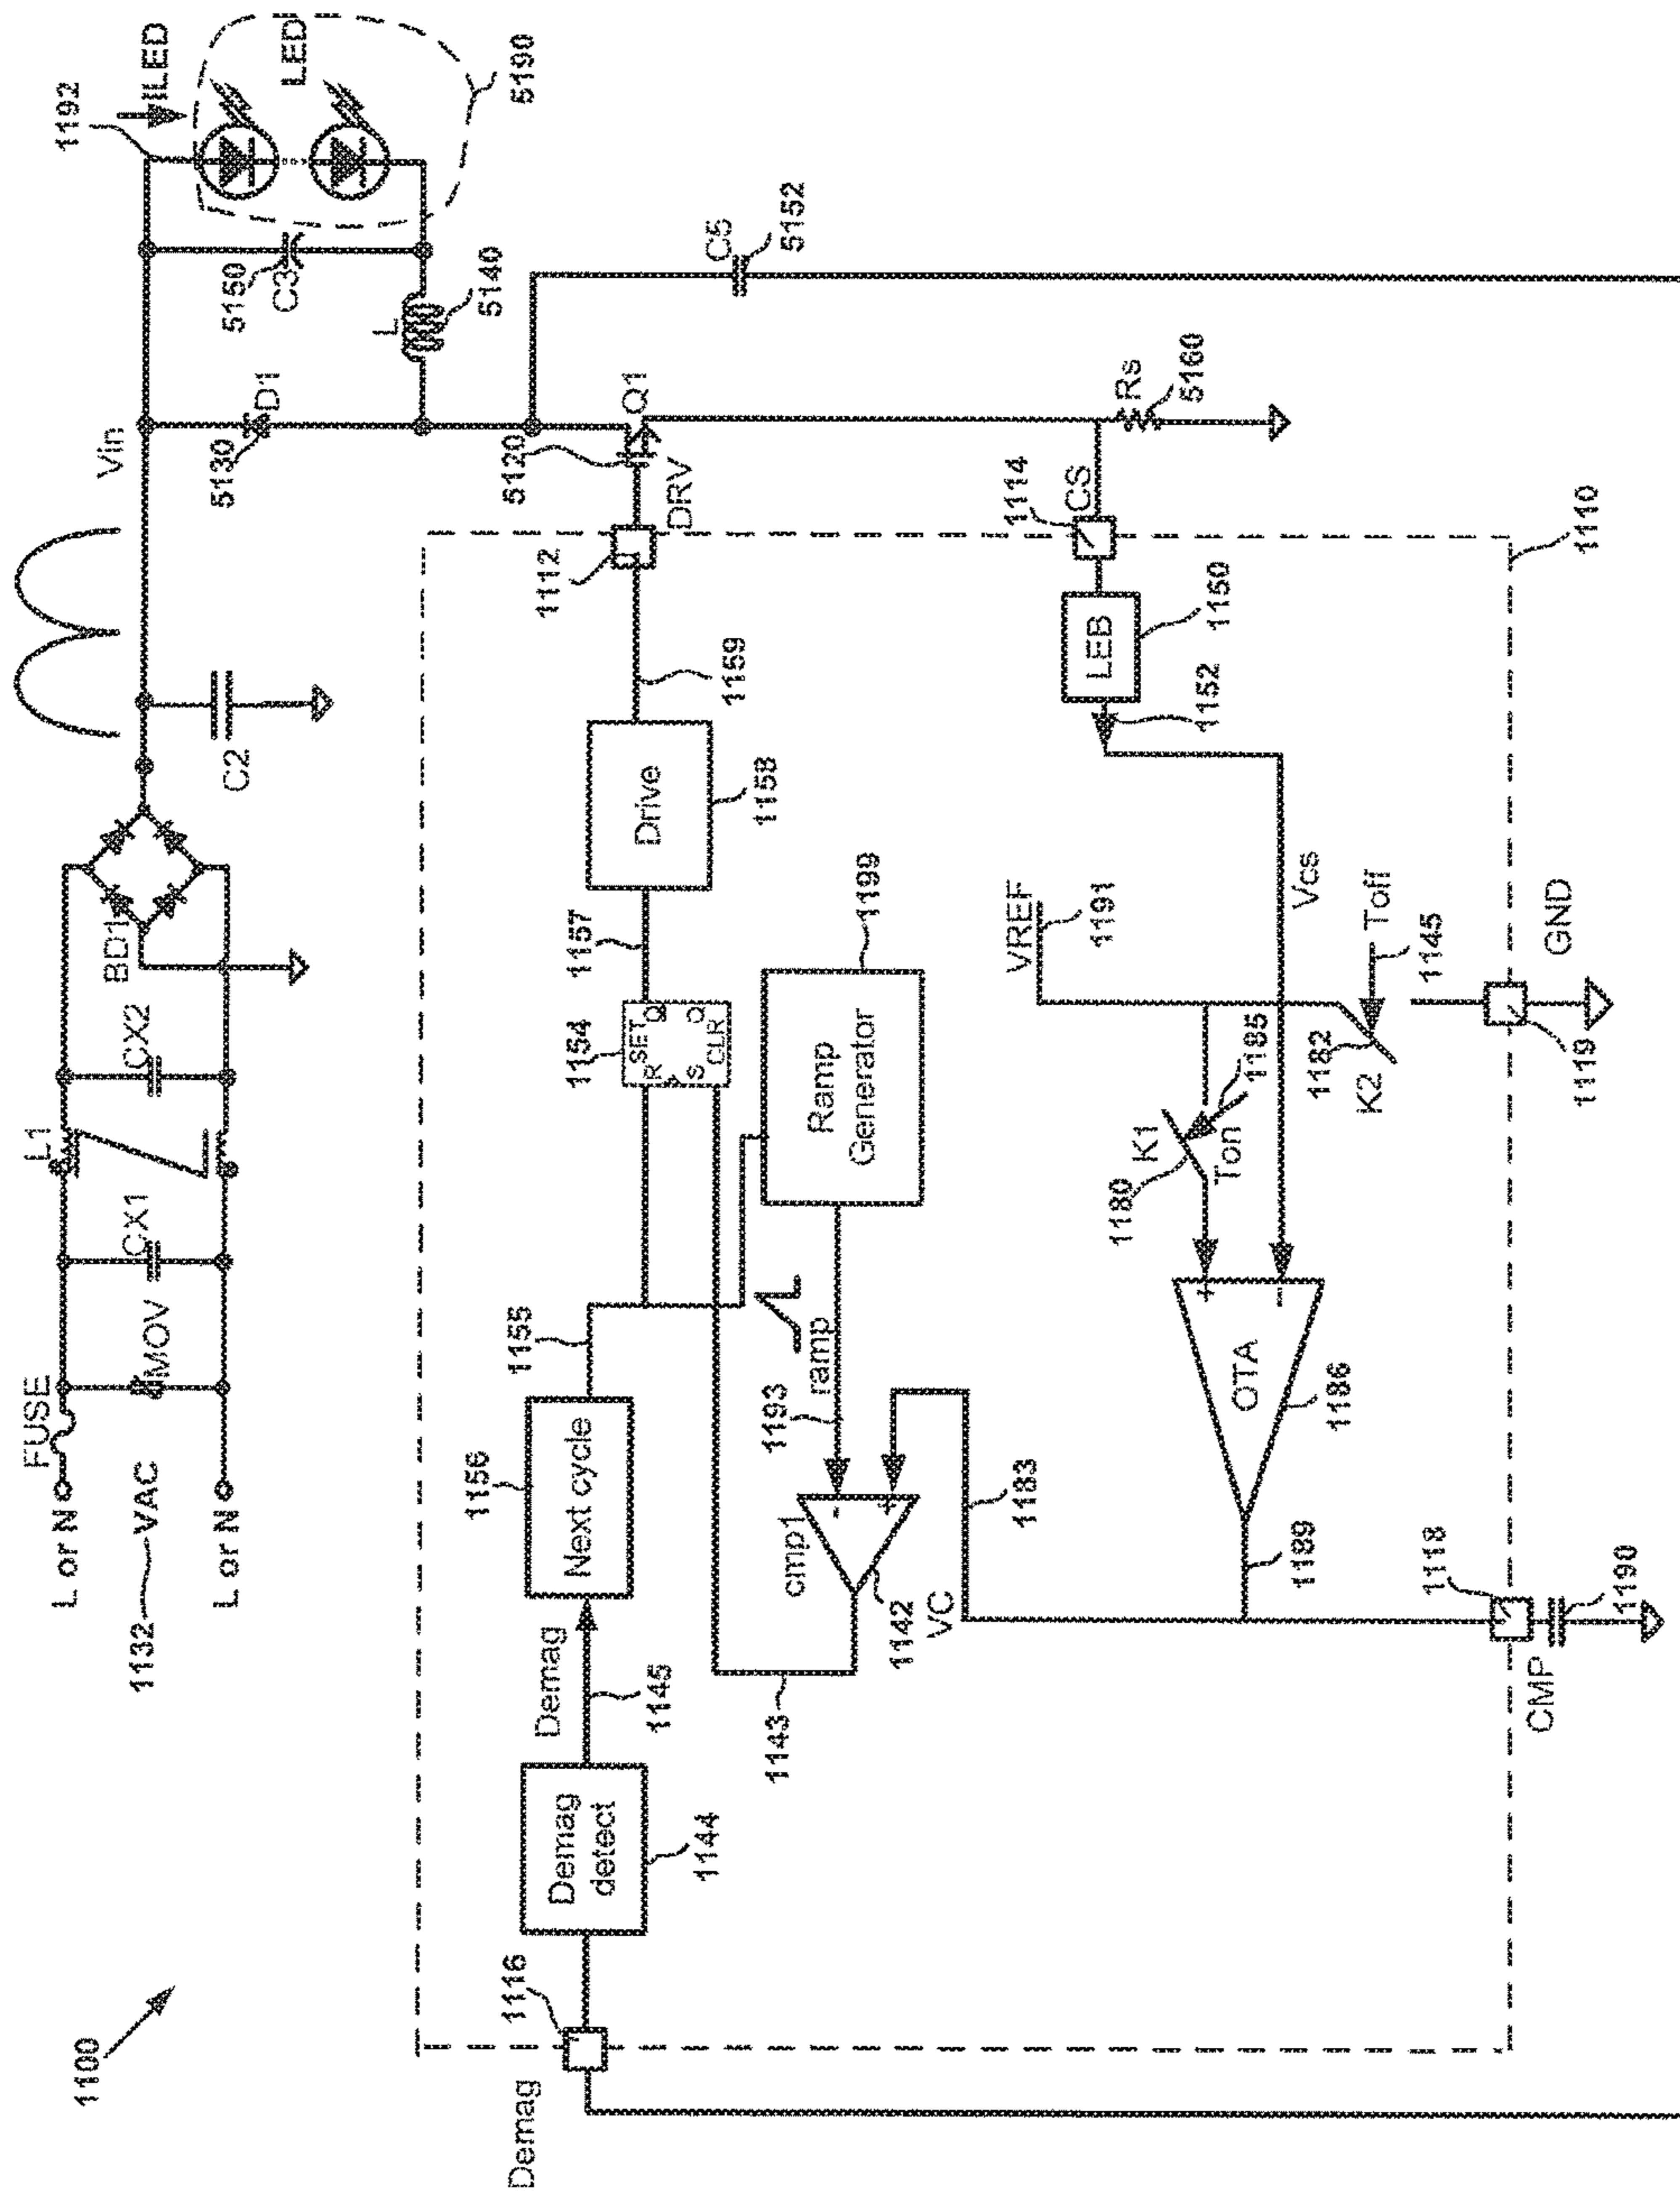 1100
L or N
FUSE
1132
VAC
L or N
MOV
CX1
L1
CX2
BD1
C2
Vin
5130
D1
5150
C3
L
5140
1192
ILED
LED
5190
C5
5152
Demag
1116
Demag
detect
1144
Demag
1145
1156
Next cycle
1155
1154
R
SET
Q
S
CLR
Q
1157
Drive
1158
1159
1112
DRV
5120
Q1
1143
cmp1
-
+
1142
VC
1193
ramp
Ramp
Generator
1199
1183
1189
OTA
+
-
1186
1180
K1
Ton
1185
VREF
1191
Vcs
1182
K2
Toff
1145
LEB
1150
1152
1114
CS
Rs
5160
1110
1118
CMP
1190
1119
GND